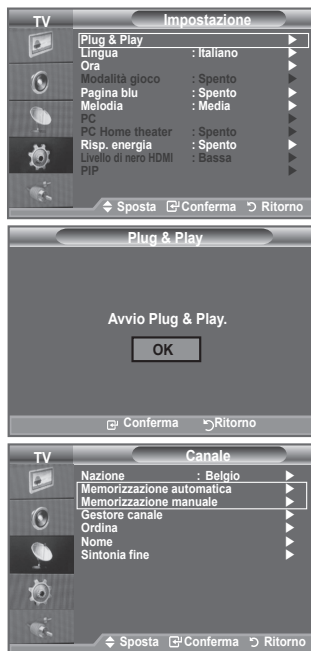 TV Impostazione
Plug & Play
Lingua : Italiano
Ora
Modalità gioco : Spento
Pagina blu : Spento
Melodia : Media
PC
PC Home theater : Spento
Risp. energia : Spento
Livello di nero HDMI : Bassa
PIP
Sposta Conferma Ritorno
Plug & Play
Avvio Plug & Play.
OK
Conferma Ritorno
TV Canale
Nazione : Belgio
Memorizzazione automatica
Memorizzazione manuale
Gestore canale
Ordina
Nome
Sintonia fine
Sposta Conferma Ritorno